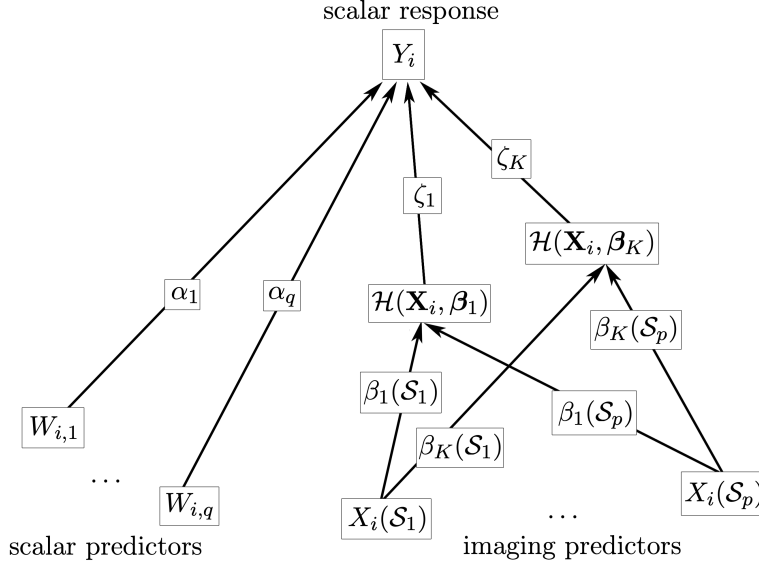 scalar response
Y_i
ζ_K
ζ_1
H(X_i, β_K)
α_1
α_q
H(X_i, β_1)
β_K(S_p)
β_1(S_1)
β_1(S_p)
W_{i,1}
β_K(S_1)
...
W_{i,q}
X_i(S_p)
X_i(S_1)
...
scalar predictors
imaging predictors